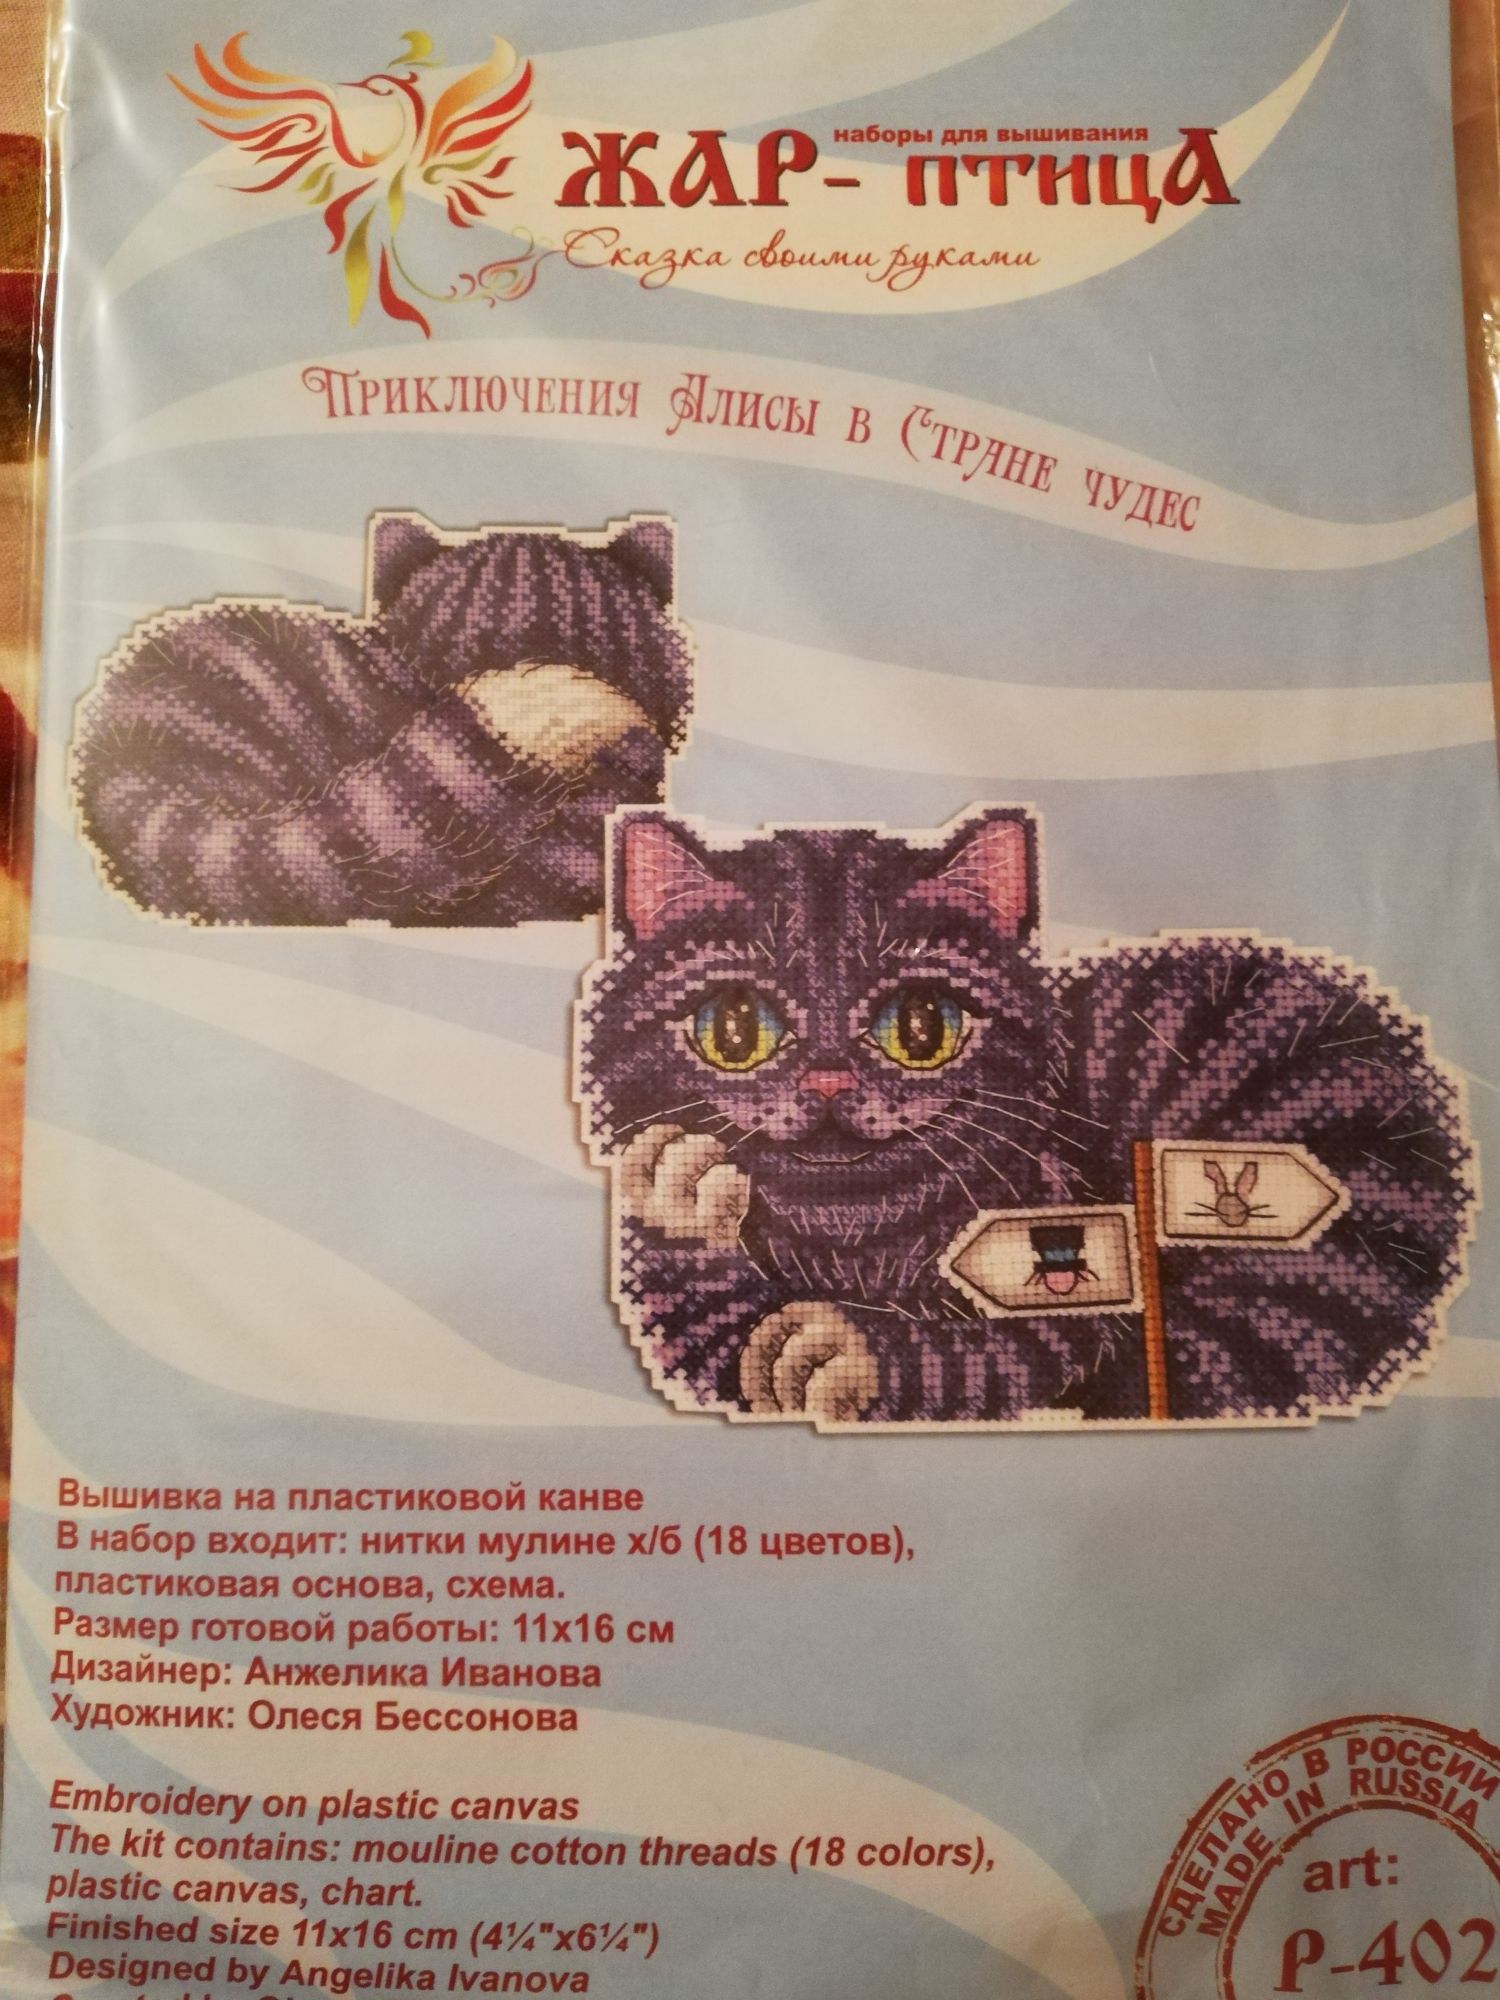 наборы для вышивания
ЖАР-ПТИЦА
Сказка своими руками
Приключения Алисы в Стране чудес
Вышивка на пластиковой канве
В набор входит: нитки мулине х/б (18 цветов),
пластиковая основа, схема.
Размер готовой работы: 11х16 см
Дизайнер: Анжелика Иванова
Художник: Олеся Бессонова
Embroidery on plastic canvas
The kit contains: mouline cotton threads (18 colors),
plastic canvas, chart.
Finished size 11x16 cm (4¼"x6¼")
Designed by Angelika Ivanova
СДЕЛАНО В РОССИИ
MADE IN RUSSIA
art:
P-402